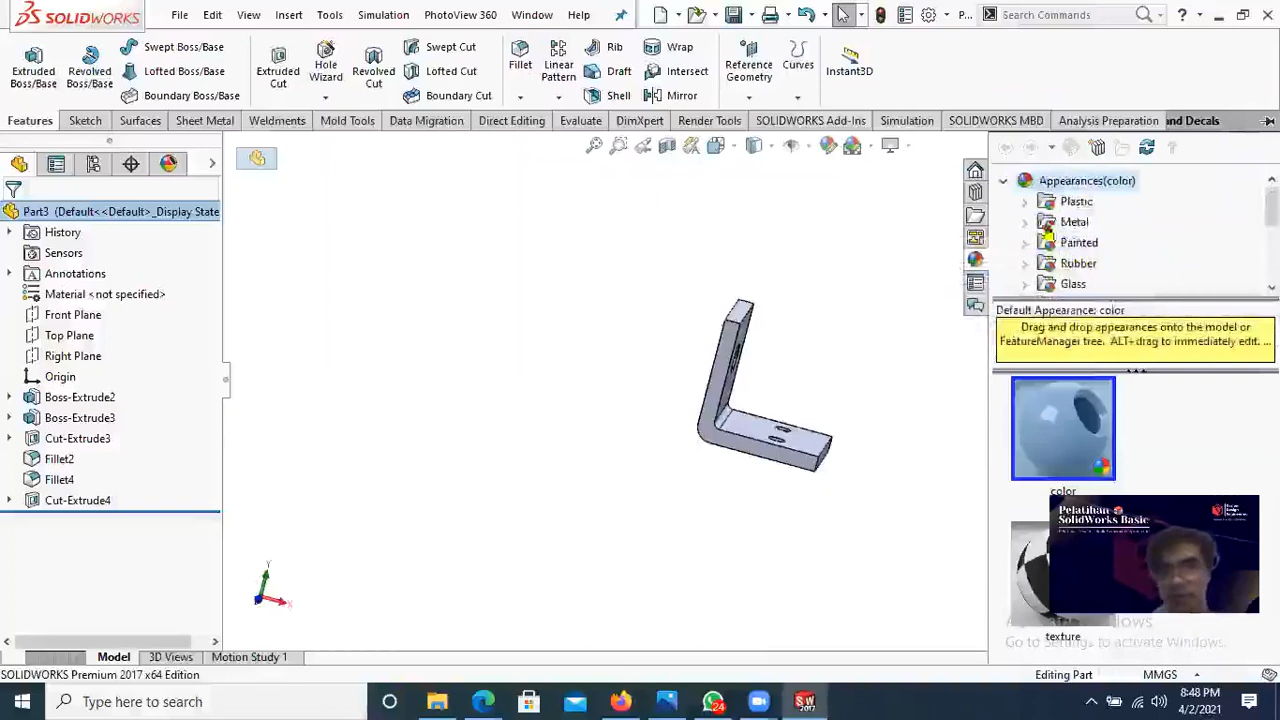 SOLIDWORKS File Edit View Insert Tools Simulation PhotoView 360 Window Help P... Search Commands ?
Extruded Boss/Base
Revolved Boss/Base
Swept Boss/Base
Lofted Boss/Base
Boundary Boss/Base
Extruded Cut
Hole Wizard
Revolved Cut
Swept Cut
Lofted Cut
Boundary Cut
Fillet
Linear Pattern
Rib
Draft
Shell
Wrap
Intersect
Mirror
Reference Geometry
Curves
Instant3D
Features Sketch Surfaces Sheet Metal Weldments Mold Tools Data Migration Direct Editing Evaluate DimXpert Render Tools SOLIDWORKS Add-Ins Simulation SOLIDWORKS MBD Analysis Preparation and Decals
Part3 (Default<<Default>_Display State
History
Sensors
Annotations
Material <not specified>
Front Plane
Top Plane
Right Plane
Origin
Boss-Extrude2
Boss-Extrude3
Cut-Extrude3
Fillet2
Fillet4
Cut-Extrude4
Y
X
Appearances(color)
Plastic
Metal
Painted
Rubber
Glass
Default Appearance: color
Drag and drop appearances onto the model or
FeatureManager tree. ALT+drag to immediately edit. ...
color
Pelatihan
SolidWorks Basic
texture
Go to Settings to activate Windows.
Model 3D Views Motion Study 1
SOLIDWORKS Premium 2017 x64 Edition Editing Part MMGS
Type here to search
24
SW
2017
8:48 PM
4/2/2021